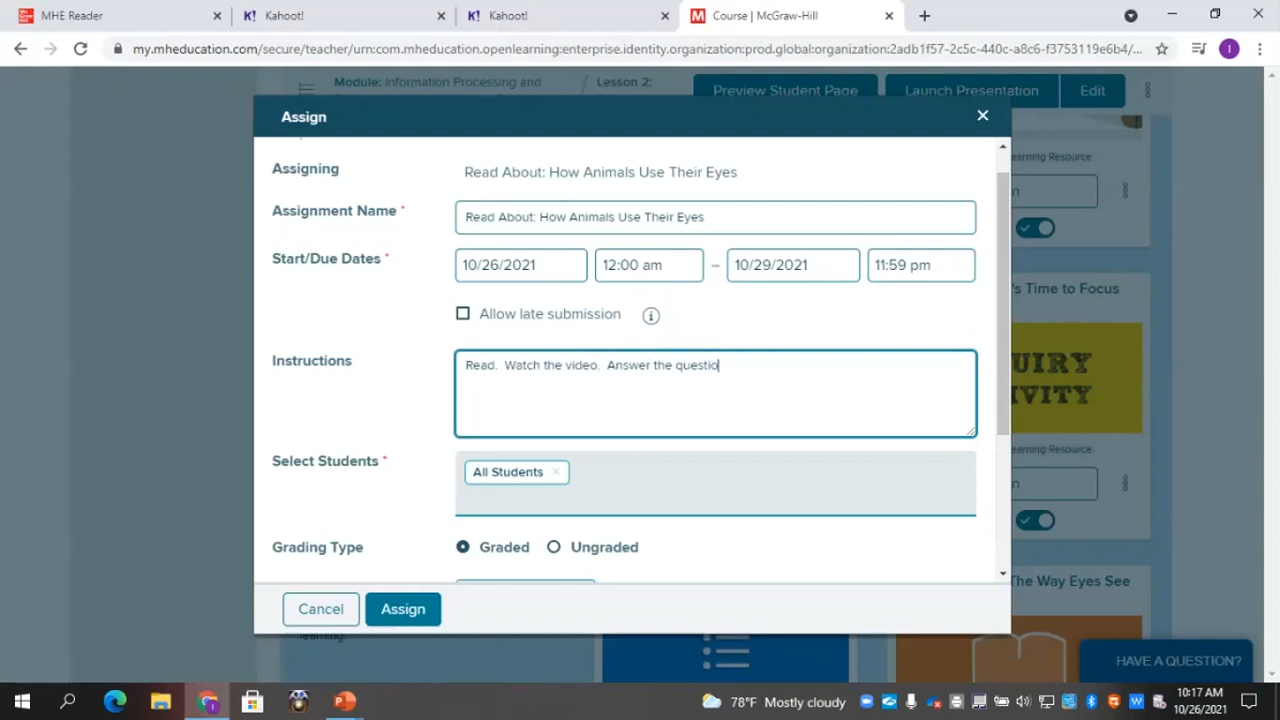 MHE Reader
Kahoot!
Kahoot!
Course | McGraw-Hill
my.mheducation.com/secure/teacher/urn:com.mheducation.openlearning:enterprise.identity.organization:prod.global:organization:2adb1f57-2c5c-440c-a8c6-f3753119e6b4/...
Module: Information Processing and
Lesson 2:
Preview Student Page
Launch Presentation
Edit
Assign
Assigning
Read About: How Animals Use Their Eyes
Assignment Name *
Read About: How Animals Use Their Eyes
Start/Due Dates *
10/26/2021
12:00 am
–
10/29/2021
11:59 pm
Allow late submission
Instructions
Read. Watch the video. Answer the questio
Select Students *
All Students
Grading Type
Graded
Ungraded
Cancel
Assign
earning Resource
's Time to Focus
UIRY
IVITY
earning Resource
The Way Eyes See
learning.
HAVE A QUESTION?
78°F Mostly cloudy
10:17 AM
10/26/2021